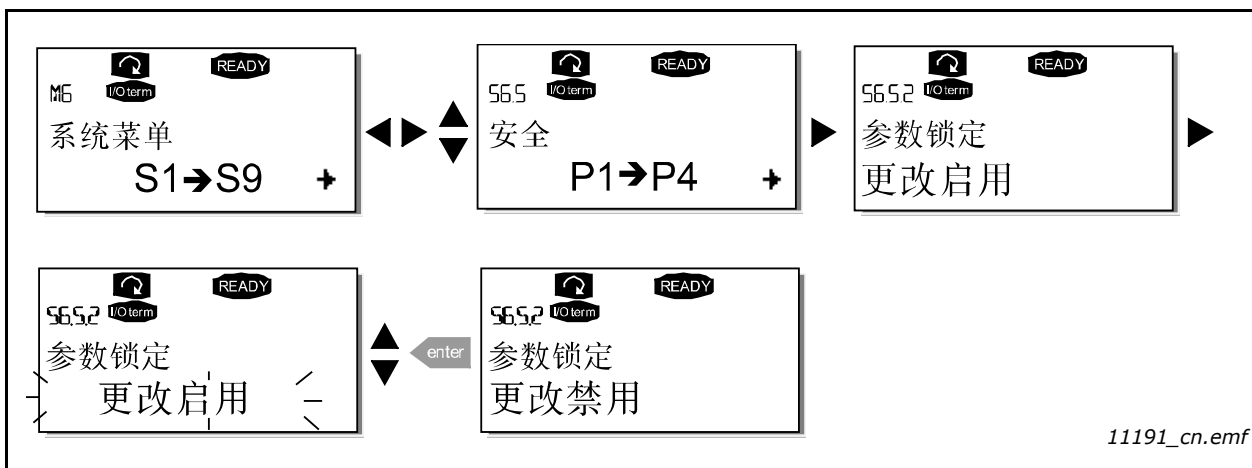 READY
M6 I/O term
系统菜单
S1➔S9
READY
S6.5 I/O term
安全
P1➔P4
READY
S6.5.2 I/O term
参数锁定
更改启用
READY
S6.5.2 I/O term
参数锁定
更改启用
enter
READY
S6.5.2 I/O term
参数锁定
更改禁用
11191_cn.emf